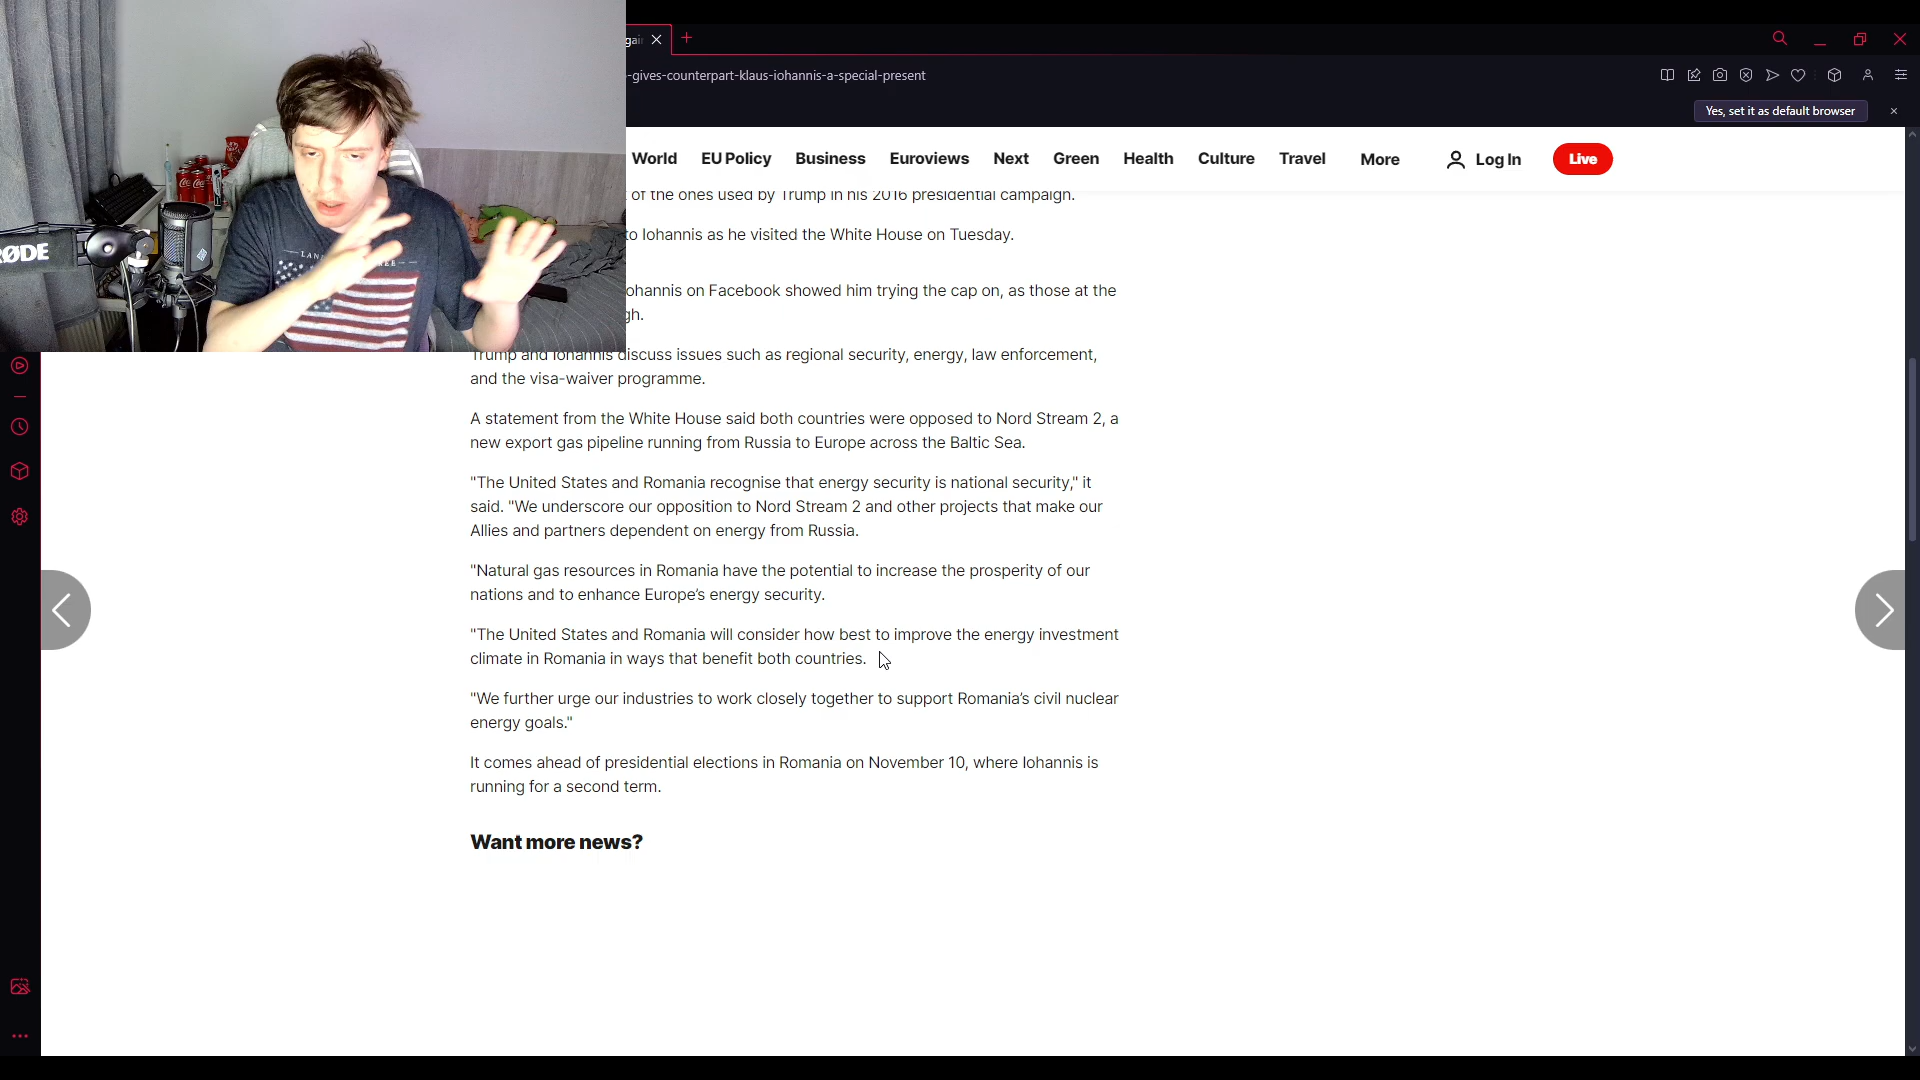 gai
-gives-counterpart-klaus-iohannis-a-special-present
Yes, set it as default browser
World EU Policy Business Euroviews Next Green Health Culture Travel More Log In Live
of the ones used by Trump in his 2016 presidential campaign.
to Iohannis as he visited the White House on Tuesday.
ohannis on Facebook showed him trying the cap on, as those at the
gh.
Trump and Iohannis discuss issues such as regional security, energy, law enforcement,
and the visa-waiver programme.
A statement from the White House said both countries were opposed to Nord Stream 2, a
new export gas pipeline running from Russia to Europe across the Baltic Sea.
"The United States and Romania recognise that energy security is national security," it
said. "We underscore our opposition to Nord Stream 2 and other projects that make our
Allies and partners dependent on energy from Russia.
"Natural gas resources in Romania have the potential to increase the prosperity of our
nations and to enhance Europe's energy security.
"The United States and Romania will consider how best to improve the energy investment
climate in Romania in ways that benefit both countries.
"We further urge our industries to work closely together to support Romania's civil nuclear
energy goals."
It comes ahead of presidential elections in Romania on November 10, where Iohannis is
running for a second term.
Want more news?
RØDE